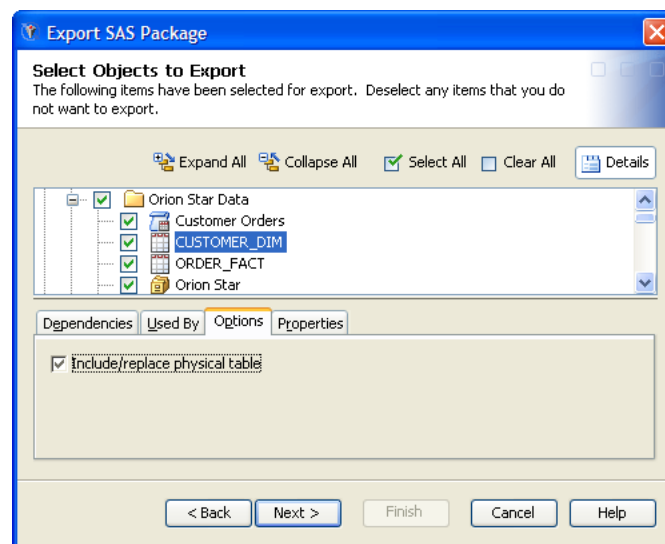 Export SAS Package
Select Objects to Export
The following items have been selected for export. Deselect any items that you do
not want to export.
Expand All Collapse All Select All Clear All Details
Orion Star Data
Customer Orders
CUSTOMER_DIM
ORDER_FACT
Orion Star
Dependencies Used By Options Properties
Include/replace physical table
< Back Next > Finish Cancel Help